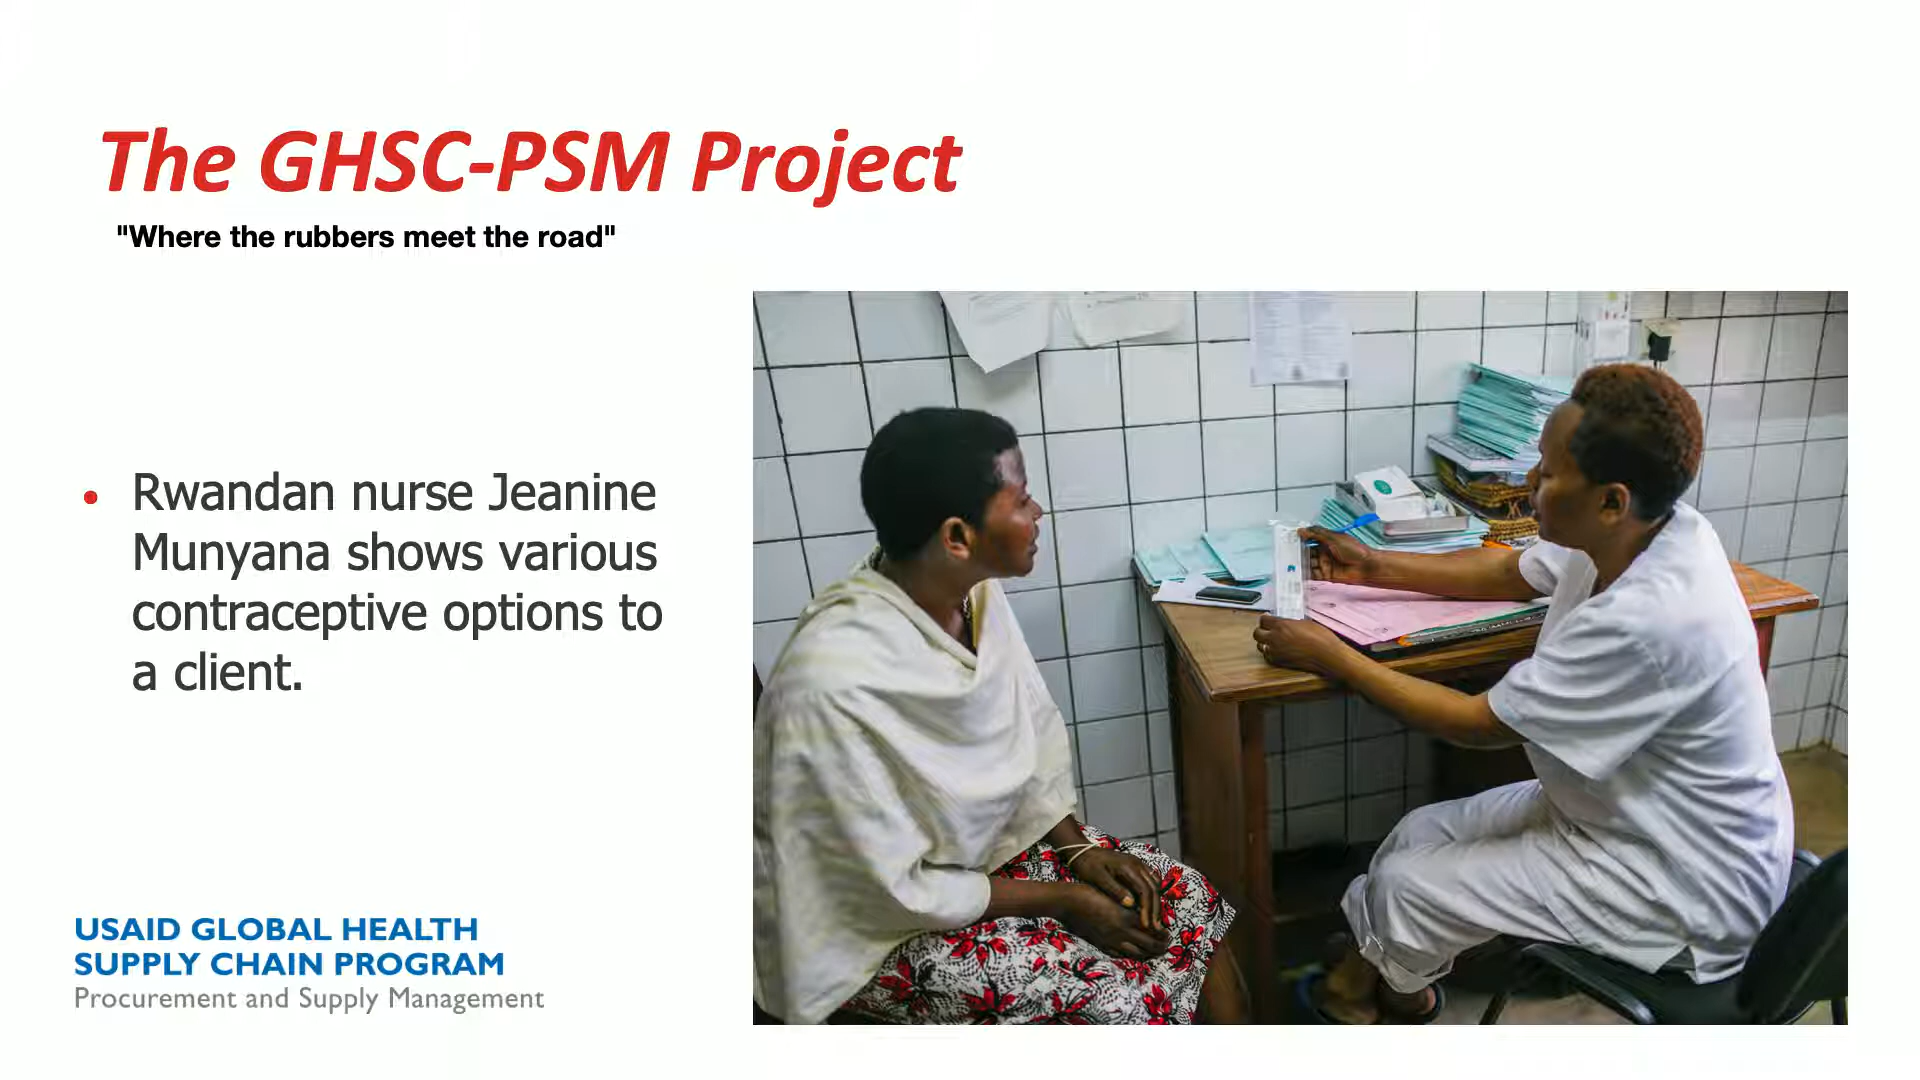 The GHSC-PSM Project
"Where the rubbers meet the road"
• Rwandan nurse Jeanine
Munyana shows various
contraceptive options to
a client.
USAID GLOBAL HEALTH
SUPPLY CHAIN PROGRAM
Procurement and Supply Management